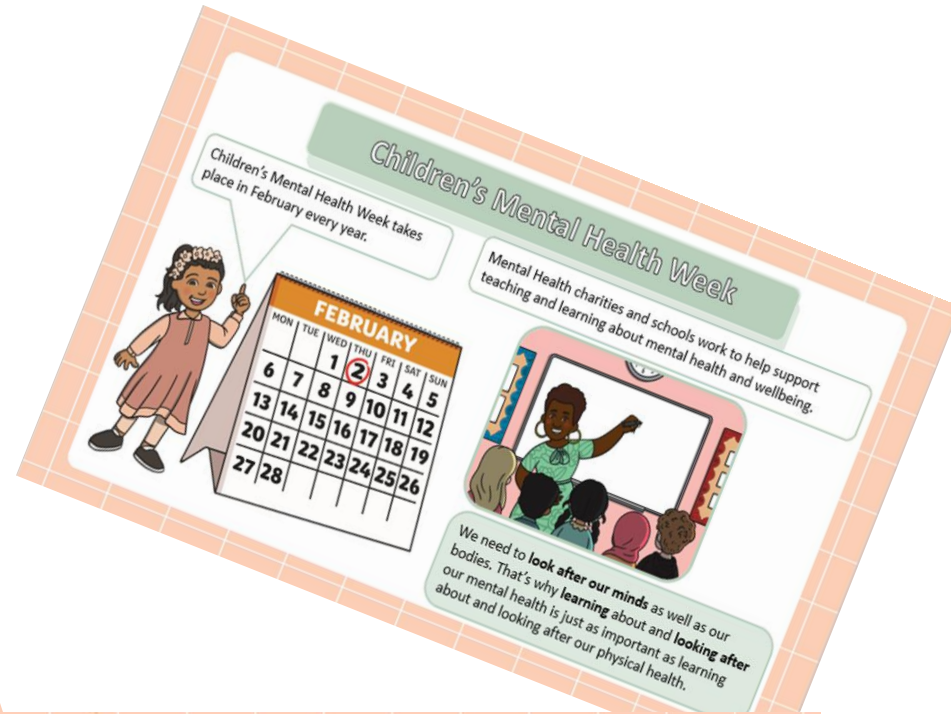 Children's Mental Health Week
Children's Mental Health Week takes
place in February every year.
Mental Health charities and schools work to help support
teaching and learning about mental health and wellbeing.
FEBRUARY
MON TUE WED THU FRI SAT SUN
1 2 3 4 5
6 7 8 9 10 11 12
13 14 15 16 17 18 19
20 21 22 23 24 25 26
27 28
We need to look after our minds as well as our
bodies. That's why learning about and looking after
our mental health is just as important as learning
about and looking after our physical health.